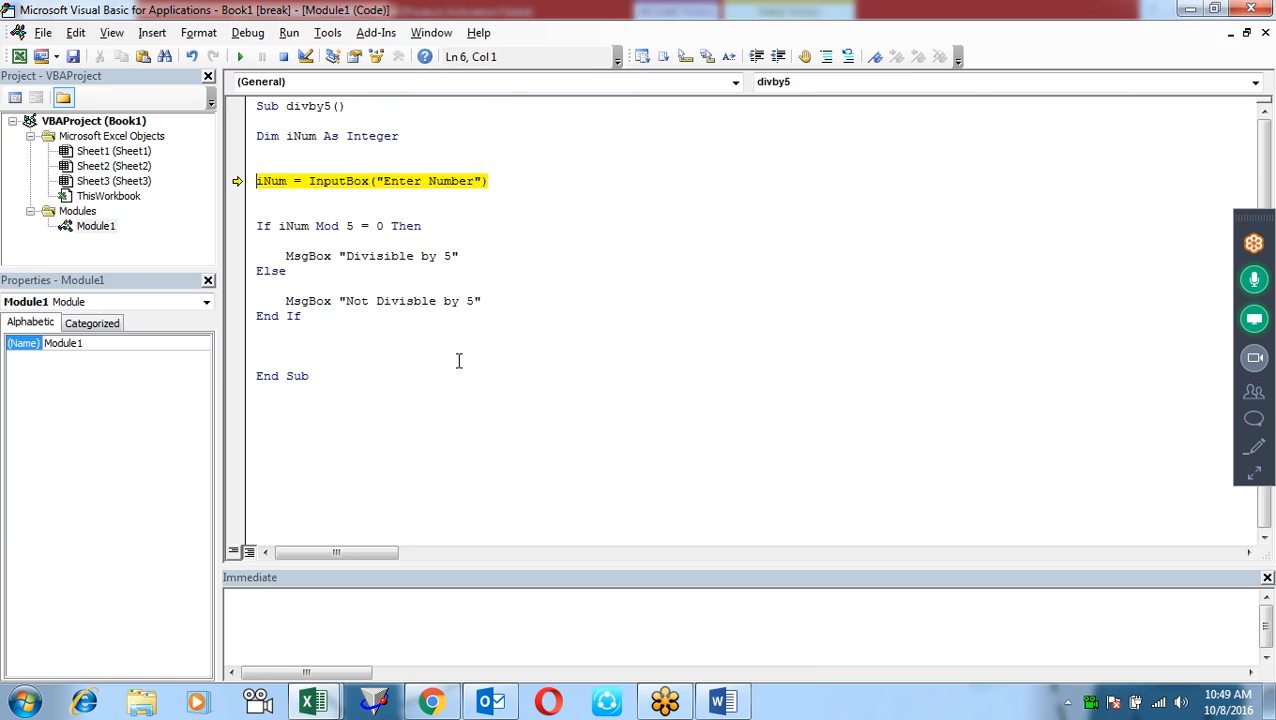 Microsoft Visual Basic for Applications - Book1 [break] - [Module1 (Code)]
File Edit View Insert Format Debug Run Tools Add-Ins Window Help
Ln 6, Col 1
Project - VBAProject
(General) divby5
VBAProject (Book1)
Microsoft Excel Objects
Sheet1 (Sheet1)
Sheet2 (Sheet2)
Sheet3 (Sheet3)
ThisWorkbook
Modules
Module1
Properties - Module1
Module1 Module
Alphabetic Categorized
(Name) Module1
Sub divby5()
Dim iNum As Integer
iNum = InputBox("Enter Number")
If iNum Mod 5 = 0 Then
MsgBox "Divisible by 5"
Else
MsgBox "Not Divisble by 5"
End If
End Sub
Immediate
10:49 AM
10/8/2016